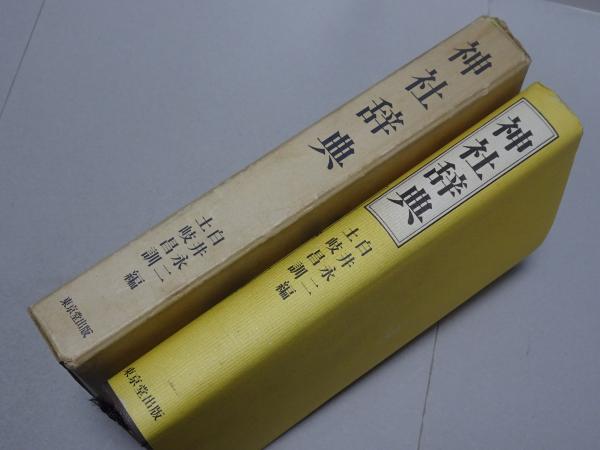 神社辞典
白井永二
土岐昌訓 編
東京堂出版
神社辞典
白井永二
土岐昌訓 編
東京堂出版